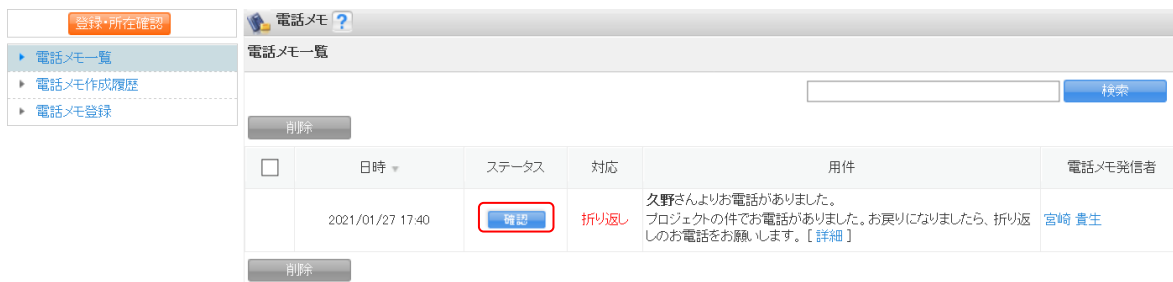 登録・所在確認
電話メモ一覧
電話メモ作成履歴
電話メモ登録
電話メモ ?
電話メモ一覧
検索
削除
日時 ステータス 対応 用件 電話メモ発信者
久野さんよりお電話がありました。
2021/01/27 17:40 確認 折り返し プロジェクトの件でお電話がありました。お戻りになりましたら、折り返 宮崎 貴生
しのお電話をお願いします。 [ 詳細 ]
削除